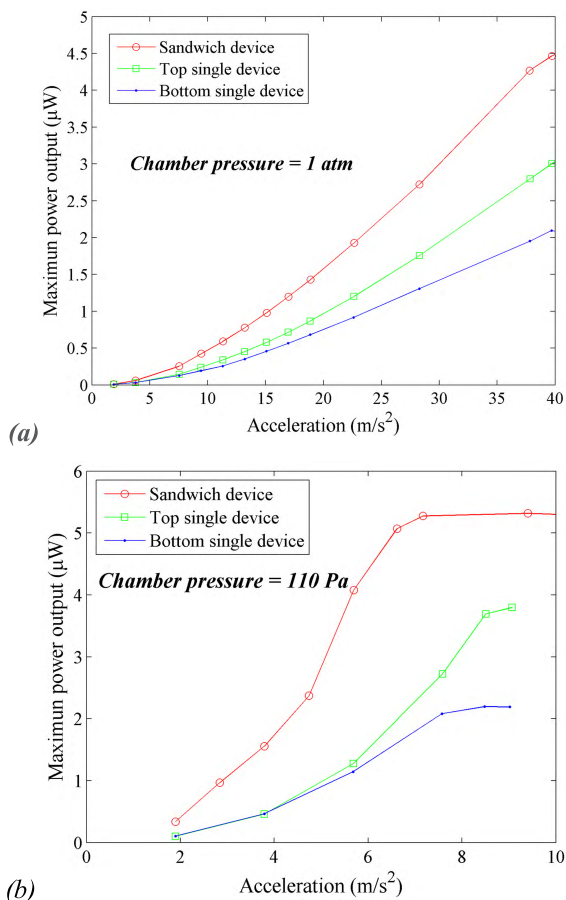 5
4.5
4
3.5
3
2.5
2
1.5
1
0.5
0
Maximun power output (µW)
Sandwich device
Top single device
Bottom single device
Chamber pressure = 1 atm
0 5 10 15 20 25 30 35 40
Acceleration (m/s²)
(a)
6
5
4
3
2
1
0
Maximun power output (µW)
Sandwich device
Top single device
Bottom single device
Chamber pressure = 110 Pa
0 2 4 6 8 10
Acceleration (m/s²)
(b)